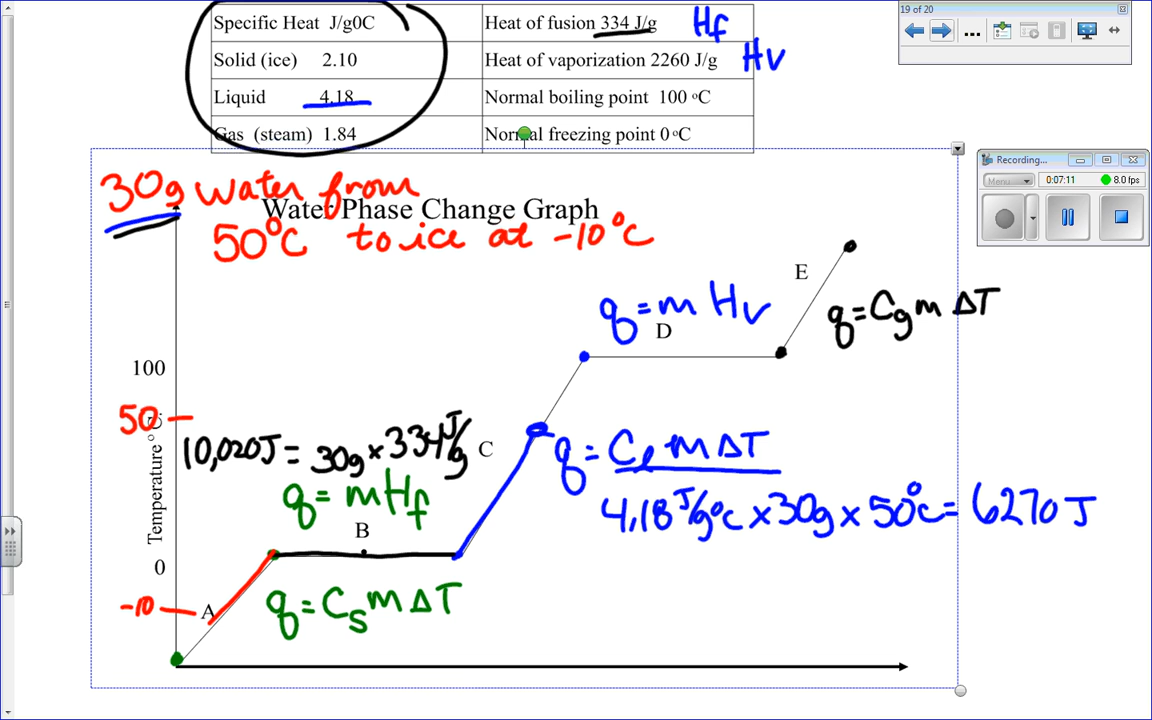 Specific Heat J/g0C
Heat of fusion 334 J/g
Hf
Solid (ice) 2.10
Heat of vaporization 2260 J/g
Hv
Liquid 4.18
Normal boiling point 100 °C
Gas (steam) 1.84
Normal freezing point 0 °C
19 of 20
...
Recording...
Menu
0:07:11
8.0 fps
30g water from
Water Phase Change Graph
50°C to ice at -10°C
E
q = Cg m ΔT
q = m Hv
D
100
50
Temperature °C
10,020J = 30g × 334 J/g
C
q = Cl m ΔT
q = mHf
4.18 J/g°C × 30g × 50°C = 6270 J
B
0
-10
A
q = Cs m ΔT